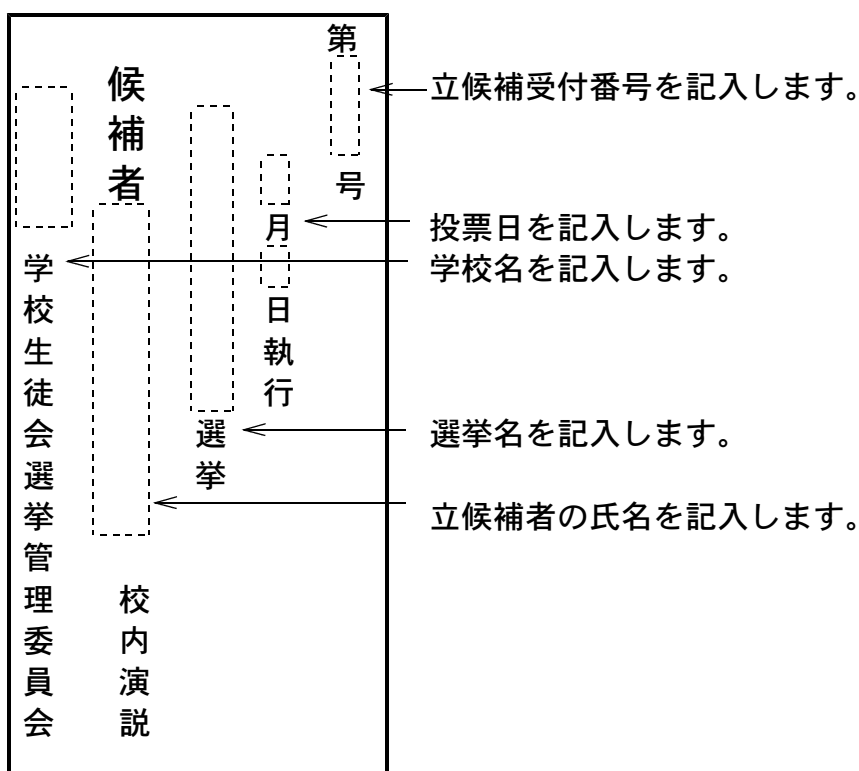 第 号
月 日執行
選挙
候補者 校内演説
学校生徒会選挙管理委員会
立候補受付番号を記入します。
投票日を記入します。
学校名を記入します。
選挙名を記入します。
立候補者の氏名を記入します。